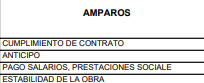 AMPAROS
CUMPLIMIENTO DE CONTRATO
ANTICIPO
PAGO SALARIOS, PRESTACIONES SOCIALE
ESTABILIDAD DE LA OBRA